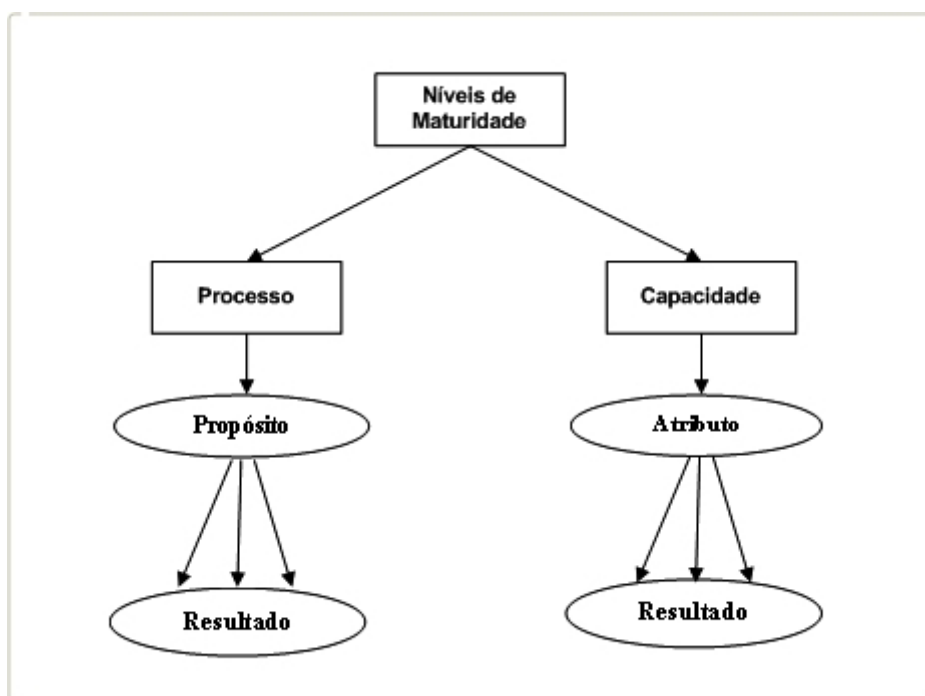 Níveis de
Maturidade
Processo
Capacidade
Propósito
Atributo
Resultado
Resultado